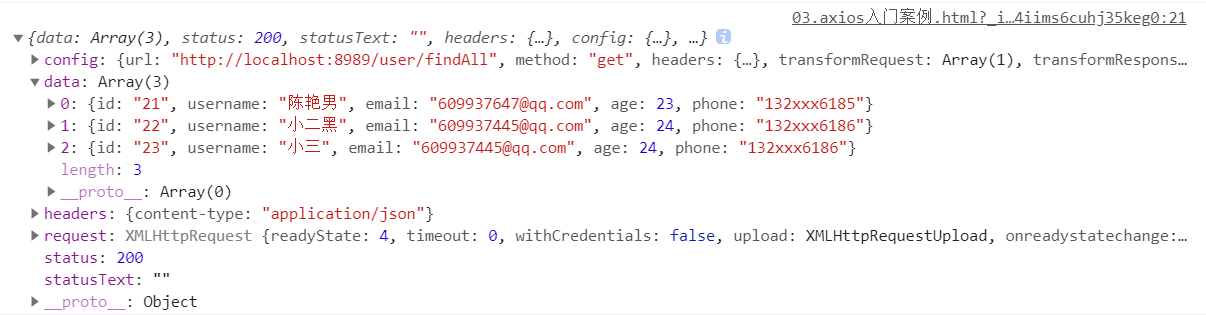 03.axios入门案例.html?_i…4iims6cuhj35keg0:21
▼{data: Array(3), status: 200, statusText: "", headers: {…}, config: {…}, …} i
▶config: {url: "http://localhost:8989/user/findAll", method: "get", headers: {…}, transformRequest: Array(1), transformRespons…
▼data: Array(3)
▶0: {id: "21", username: "陈艳男", email: "609937647@qq.com", age: 23, phone: "132xxx6185"}
▶1: {id: "22", username: "小二黑", email: "609937445@qq.com", age: 24, phone: "132xxx6186"}
▶2: {id: "23", username: "小三", email: "609937445@qq.com", age: 24, phone: "132xxx6186"}
length: 3
▶__proto__: Array(0)
▶headers: {content-type: "application/json"}
▶request: XMLHttpRequest {readyState: 4, timeout: 0, withCredentials: false, upload: XMLHttpRequestUpload, onreadystatechange:…
status: 200
statusText: ""
▶__proto__: Object